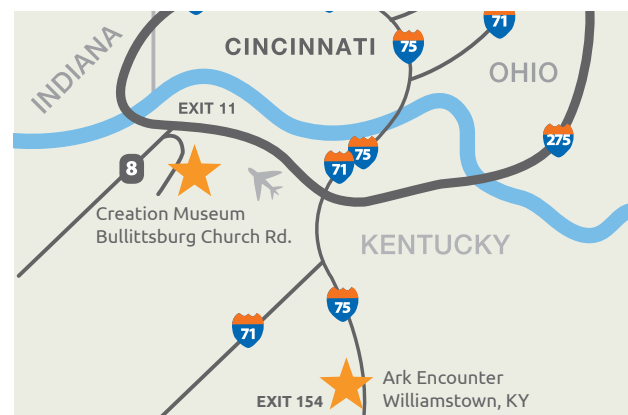 71
CINCINNATI
75
INDIANA
OHIO
EXIT 11
275
75
71
8
Creation Museum
Bullittsburg Church Rd.
KENTUCKY
75
71
Ark Encounter
EXIT 154
Williamstown, KY